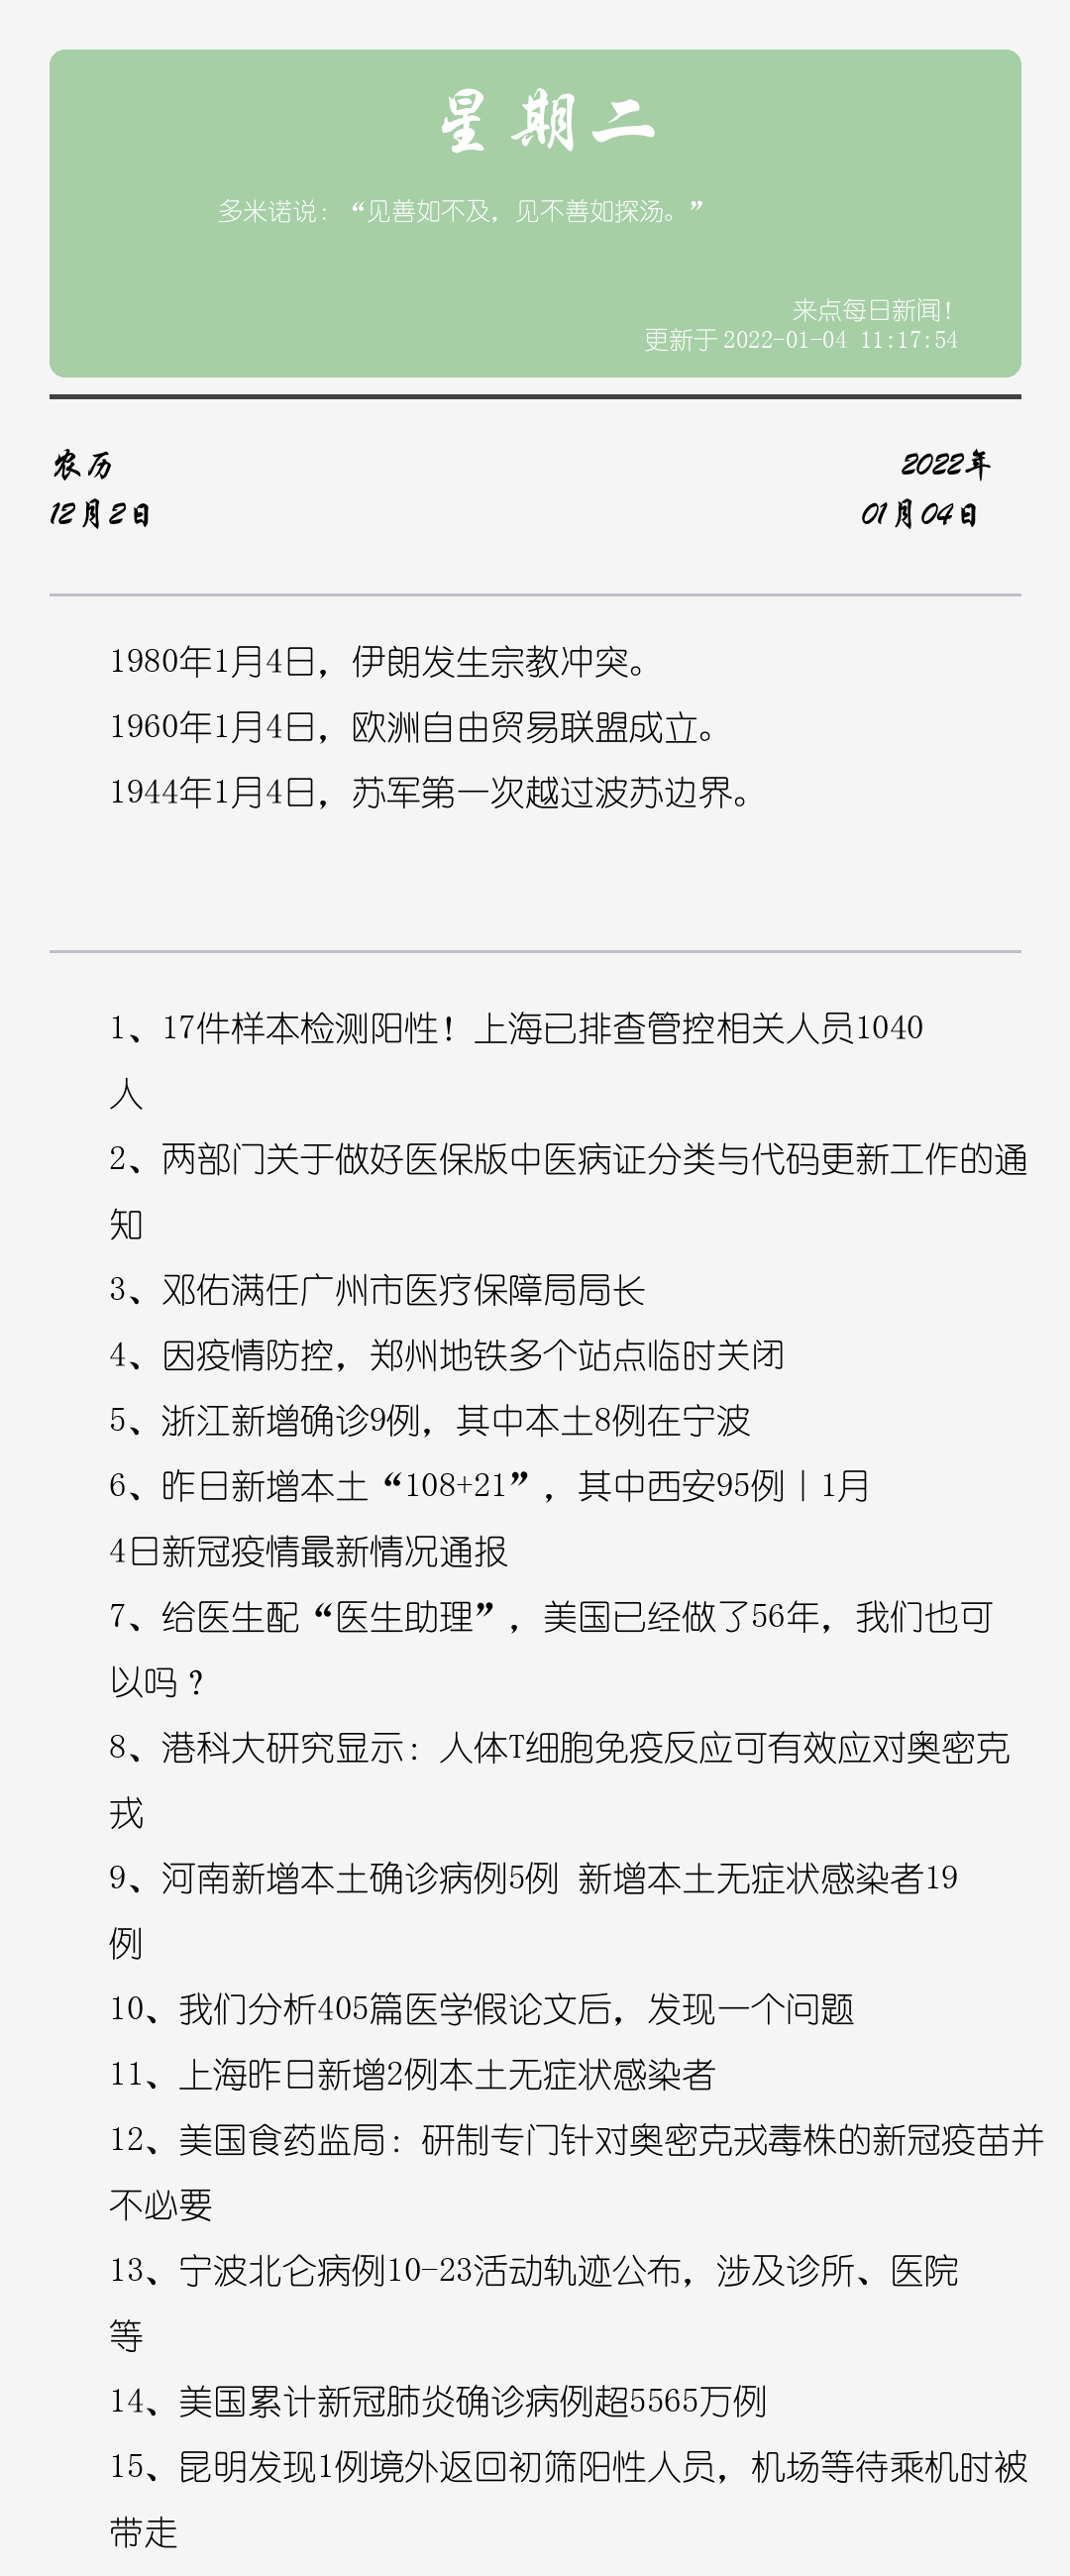 星期二
多米诺说：“见善如不及，见不善如探汤。”
来点每日新闻！
更新于 2022-01-04 11:17:54
农历
2022年
12月2日
01月04日
1980年1月4日，伊朗发生宗教冲突。
1960年1月4日，欧洲自由贸易联盟成立。
1944年1月4日，苏军第一次越过波苏边界。
1、17件样本检测阳性！上海已排查管控相关人员1040
人
2、两部门关于做好医保版中医病证分类与代码更新工作的通
知
3、邓佑满任广州市医疗保障局局长
4、因疫情防控，郑州地铁多个站点临时关闭
5、浙江新增确诊9例，其中本土8例在宁波
6、昨日新增本土“108+21”，其中西安95例｜1月
4日新冠疫情最新情况通报
7、给医生配“医生助理”，美国已经做了56年，我们也可
以吗？
8、港科大研究显示：人体T细胞免疫反应可有效应对奥密克
戎
9、河南新增本土确诊病例5例 新增本土无症状感染者19
例
10、我们分析405篇医学假论文后，发现一个问题
11、上海昨日新增2例本土无症状感染者
12、美国食药监局：研制专门针对奥密克戎毒株的新冠疫苗并
不必要
13、宁波北仑病例10-23活动轨迹公布，涉及诊所、医院
等
14、美国累计新冠肺炎确诊病例超5565万例
15、昆明发现1例境外返回初筛阳性人员，机场等待乘机时被
带走